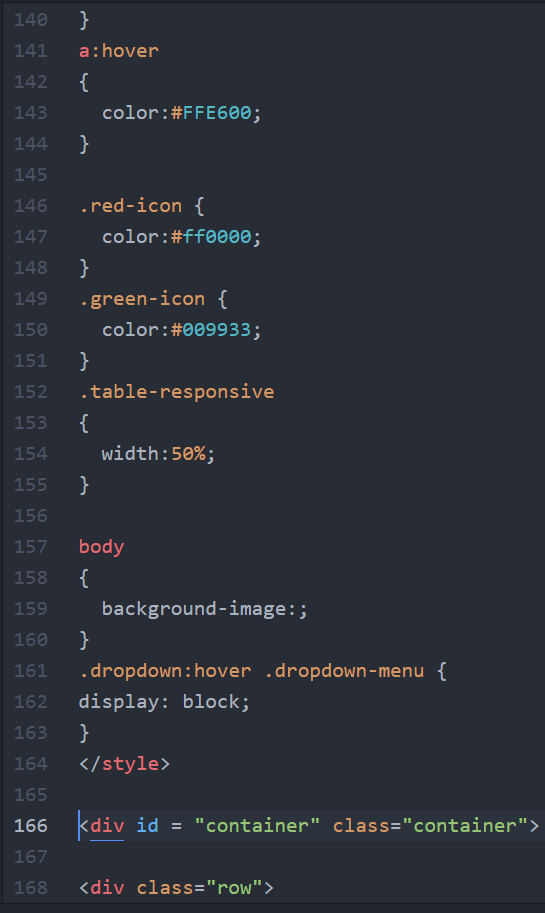 140 }
141 a:hover
142 {
143   color:#FFE600;
144 }
145
146 .red-icon {
147   color:#ff0000;
148 }
149 .green-icon {
150   color:#009933;
151 }
152 .table-responsive
153 {
154   width:50%;
155 }
156
157 body
158 {
159   background-image:;
160 }
161 .dropdown:hover .dropdown-menu {
162 display: block;
163 }
164 </style>
165
166 <div id = "container" class="container">
167
168 <div class="row">